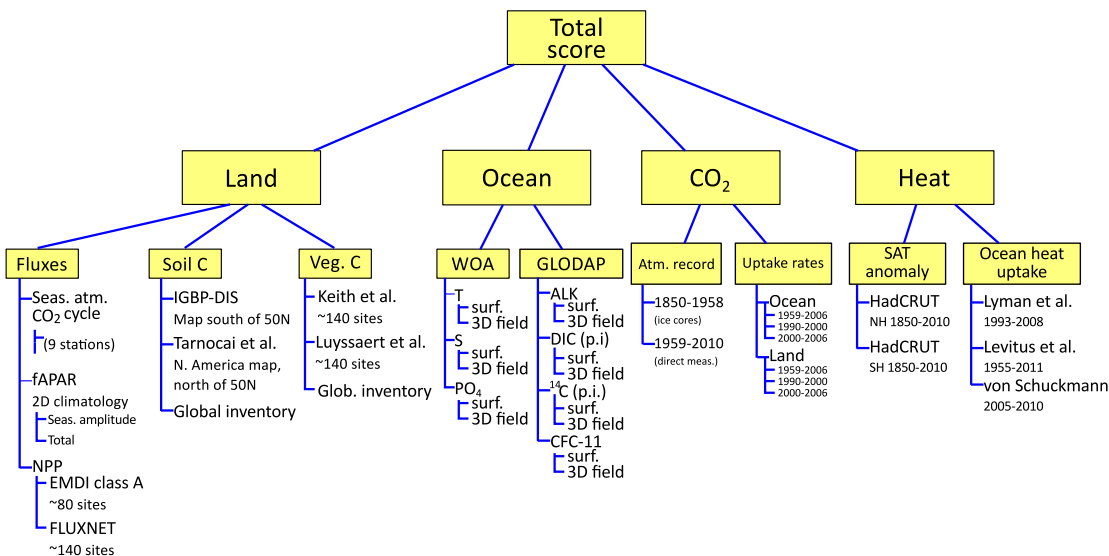 Total
score
Land
Ocean
CO₂
Heat
Fluxes
Seas. atm.
CO₂ cycle
(9 stations)
fAPAR
2D climatology
Seas. amplitude
Total
NPP
EMDI class A
~80 sites
FLUXNET
~140 sites
Soil C
IGBP-DIS
Map south of 50N
Tarnocai et al.
N. America map,
north of 50N
Global inventory
Veg. C
Keith et al.
~140 sites
Luyssaert et al.
~140 sites
Glob. inventory
WOA
T
surf.
3D field
S
surf.
3D field
PO₄
surf.
3D field
GLODAP
ALK
surf.
3D field
DIC (p.i)
surf.
3D field
¹⁴C (p.i.)
surf.
3D field
CFC-11
surf.
3D field
Atm. record
1850-1958
(ice cores)
1959-2010
(direct meas.)
Uptake rates
Ocean
1959-2006
1990-2000
2000-2006
Land
1959-2006
1990-2000
2000-2006
SAT
anomaly
HadCRUT
NH 1850-2010
HadCRUT
SH 1850-2010
Ocean heat
uptake
Lyman et al.
1993-2008
Levitus et al.
1955-2011
von Schuckmann
2005-2010